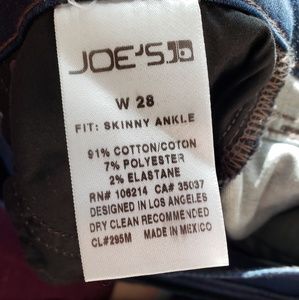 JOE'S
W 28
FIT: SKINNY ANKLE
91% COTTON/COTON
7% POLYESTER
2% ELASTANE
RN# 106214 CA# 35037
DESIGNED IN LOS ANGELES
DRY CLEAN RECOMMENDED
CL#295M MADE IN MEXICO